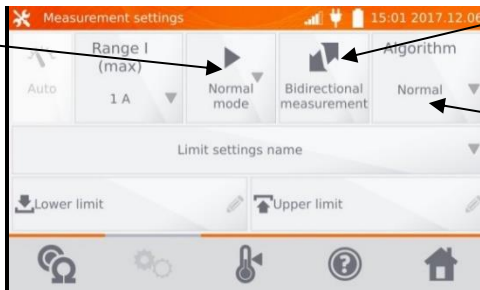 Measurement settings
15:01 2017.12.06
Auto
Range I
(max)
1 A
Normal
mode
Bidirectional
measurement
Algorithm
Normal
Limit settings name
Lower limit
Upper limit